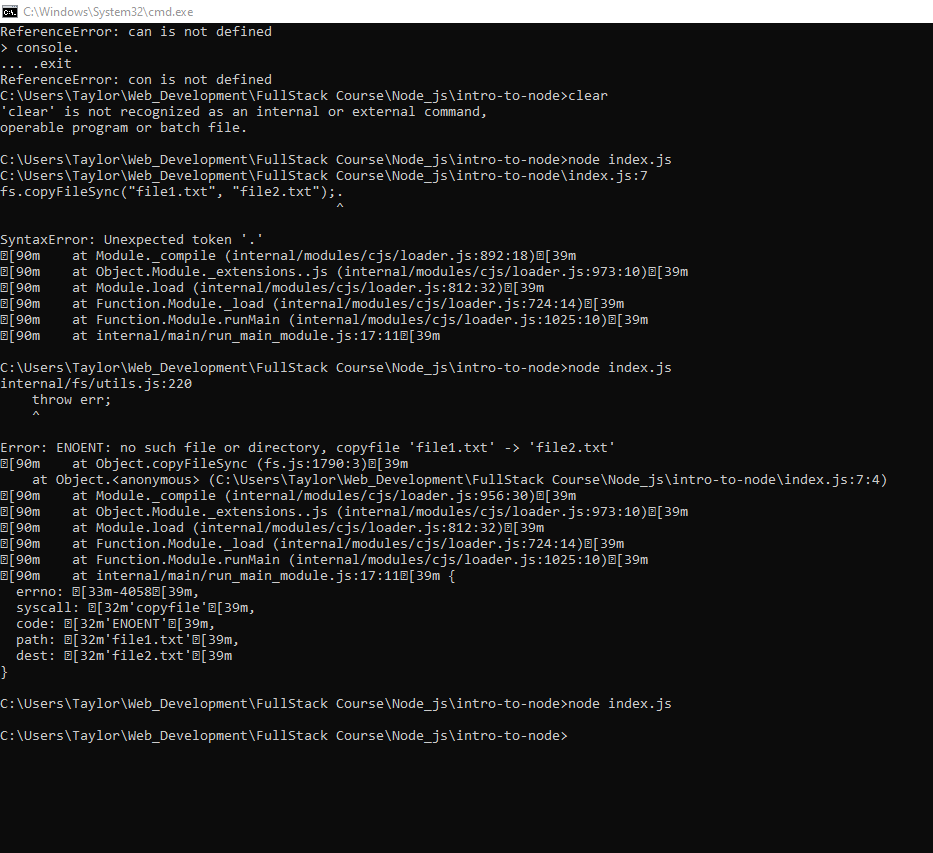 C:\Windows\System32\cmd.exe
ReferenceError: can is not defined
> console.
... .exit
ReferenceError: con is not defined
C:\Users\Taylor\Web_Development\FullStack Course\Node_js\intro-to-node>clear
'clear' is not recognized as an internal or external command,
operable program or batch file.
C:\Users\Taylor\Web_Development\FullStack Course\Node_js\intro-to-node>node index.js
C:\Users\Taylor\Web_Development\FullStack Course\Node_js\intro-to-node\index.js:7
fs.copyFileSync("file1.txt", "file2.txt");.
^
SyntaxError: Unexpected token '.'
[90m    at Module._compile (internal/modules/cjs/loader.js:892:18)[39m
[90m    at Object.Module._extensions..js (internal/modules/cjs/loader.js:973:10)[39m
[90m    at Module.load (internal/modules/cjs/loader.js:812:32)[39m
[90m    at Function.Module._load (internal/modules/cjs/loader.js:724:14)[39m
[90m    at Function.Module.runMain (internal/modules/cjs/loader.js:1025:10)[39m
[90m    at internal/main/run_main_module.js:17:11[39m
C:\Users\Taylor\Web_Development\FullStack Course\Node_js\intro-to-node>node index.js
internal/fs/utils.js:220
    throw err;
    ^
Error: ENOENT: no such file or directory, copyfile 'file1.txt' -> 'file2.txt'
[90m    at Object.copyFileSync (fs.js:1790:3)[39m
    at Object.<anonymous> (C:\Users\Taylor\Web_Development\FullStack Course\Node_js\intro-to-node\index.js:7:4)
[90m    at Module._compile (internal/modules/cjs/loader.js:956:30)[39m
[90m    at Object.Module._extensions..js (internal/modules/cjs/loader.js:973:10)[39m
[90m    at Module.load (internal/modules/cjs/loader.js:812:32)[39m
[90m    at Function.Module._load (internal/modules/cjs/loader.js:724:14)[39m
[90m    at Function.Module.runMain (internal/modules/cjs/loader.js:1025:10)[39m
[90m    at internal/main/run_main_module.js:17:11[39m {
  errno: [33m-4058[39m,
  syscall: [32m'copyfile'[39m,
  code: [32m'ENOENT'[39m,
  path: [32m'file1.txt'[39m,
  dest: [32m'file2.txt'[39m
}
C:\Users\Taylor\Web_Development\FullStack Course\Node_js\intro-to-node>node index.js
C:\Users\Taylor\Web_Development\FullStack Course\Node_js\intro-to-node>